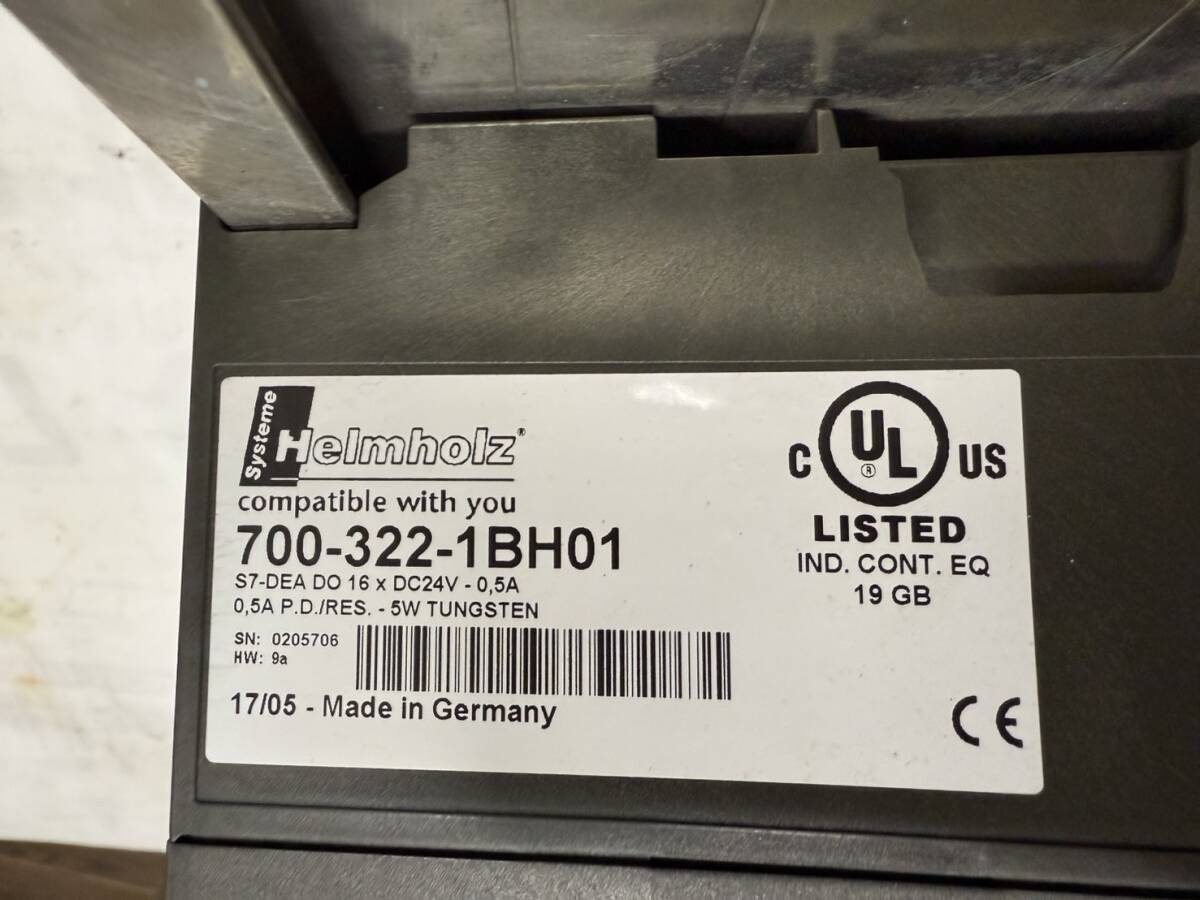 Systeme
Helmholz®
compatible with you
700-322-1BH01
S7-DEA DO 16 x DC24V - 0,5A
0,5A P.D./RES. - 5W TUNGSTEN
SN: 0205706
HW: 9a
17/05 - Made in Germany
C UL® US
LISTED
IND. CONT. EQ
19 GB
CE